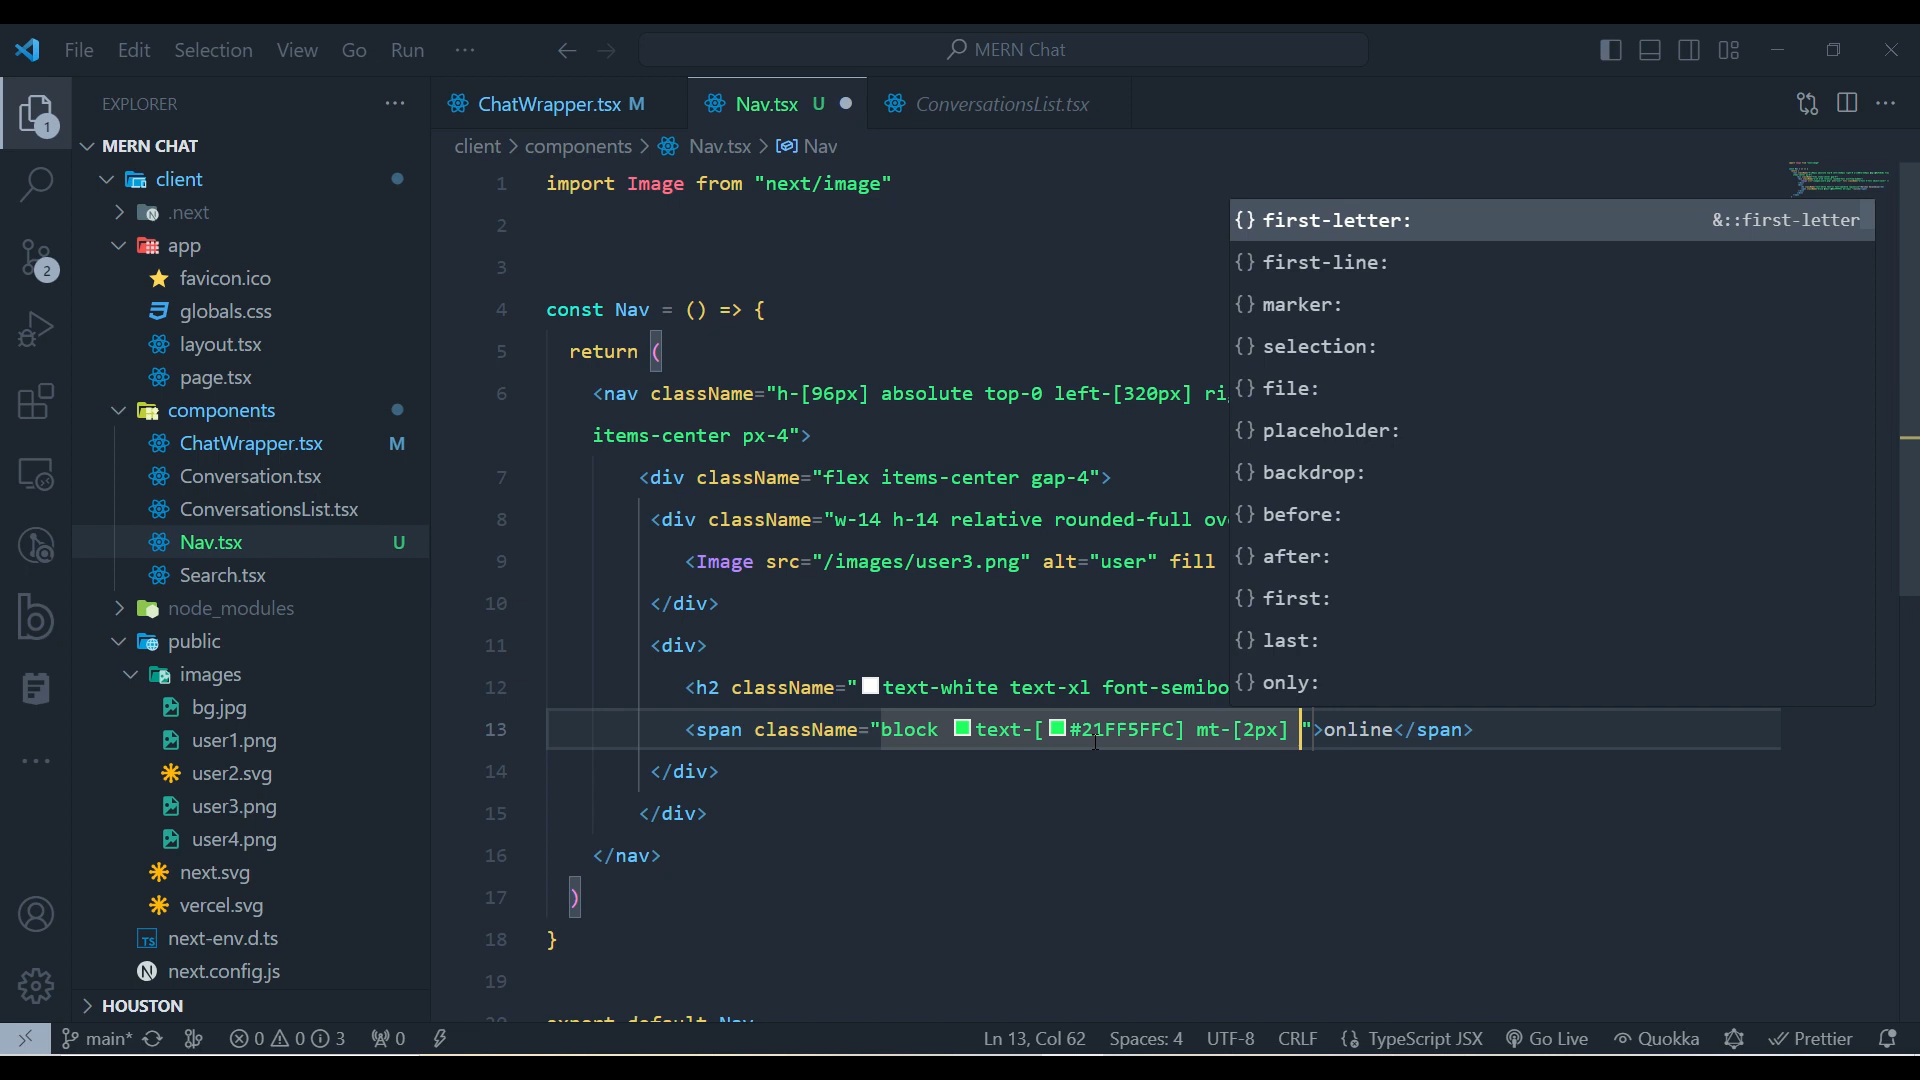 File Edit Selection View Go Run ···
MERN Chat
EXPLORER
MERN CHAT
client
.next
app
favicon.ico
globals.css
layout.tsx
page.tsx
components
ChatWrapper.tsx M
Conversation.tsx
ConversationsList.tsx
Nav.tsx U
Search.tsx
node_modules
public
images
bg.jpg
user1.png
user2.svg
user3.png
user4.png
next.svg
vercel.svg
next-env.d.ts
next.config.js
HOUSTON
1
2
ChatWrapper.tsx M
Nav.tsx U
ConversationsList.tsx
client > components > Nav.tsx > Nav
1 import Image from "next/image"
2
3
4 const Nav = () => {
5 return (
6 <nav className="h-[96px] absolute top-0 left-[320px] ri
items-center px-4">
7 <div className="flex items-center gap-4">
8 <div className="w-14 h-14 relative rounded-full ov
9 <Image src="/images/user3.png" alt="user" fill
10 </div>
11 <div>
12 <h2 className="text-white text-xl font-semibo
13 <span className="block text-[#21FF5FFC] mt-[2px] ">online</span>
14 </div>
15 </div>
16 </nav>
17 )
18 }
19
20 export default Nav
{} first-letter: &::first-letter
{} first-line:
{} marker:
{} selection:
{} file:
{} placeholder:
{} backdrop:
{} before:
{} after:
{} first:
{} last:
{} only:
main* 0 0 3 0 Ln 13, Col 62 Spaces: 4 UTF-8 CRLF {} TypeScript JSX Go Live Quokka Prettier